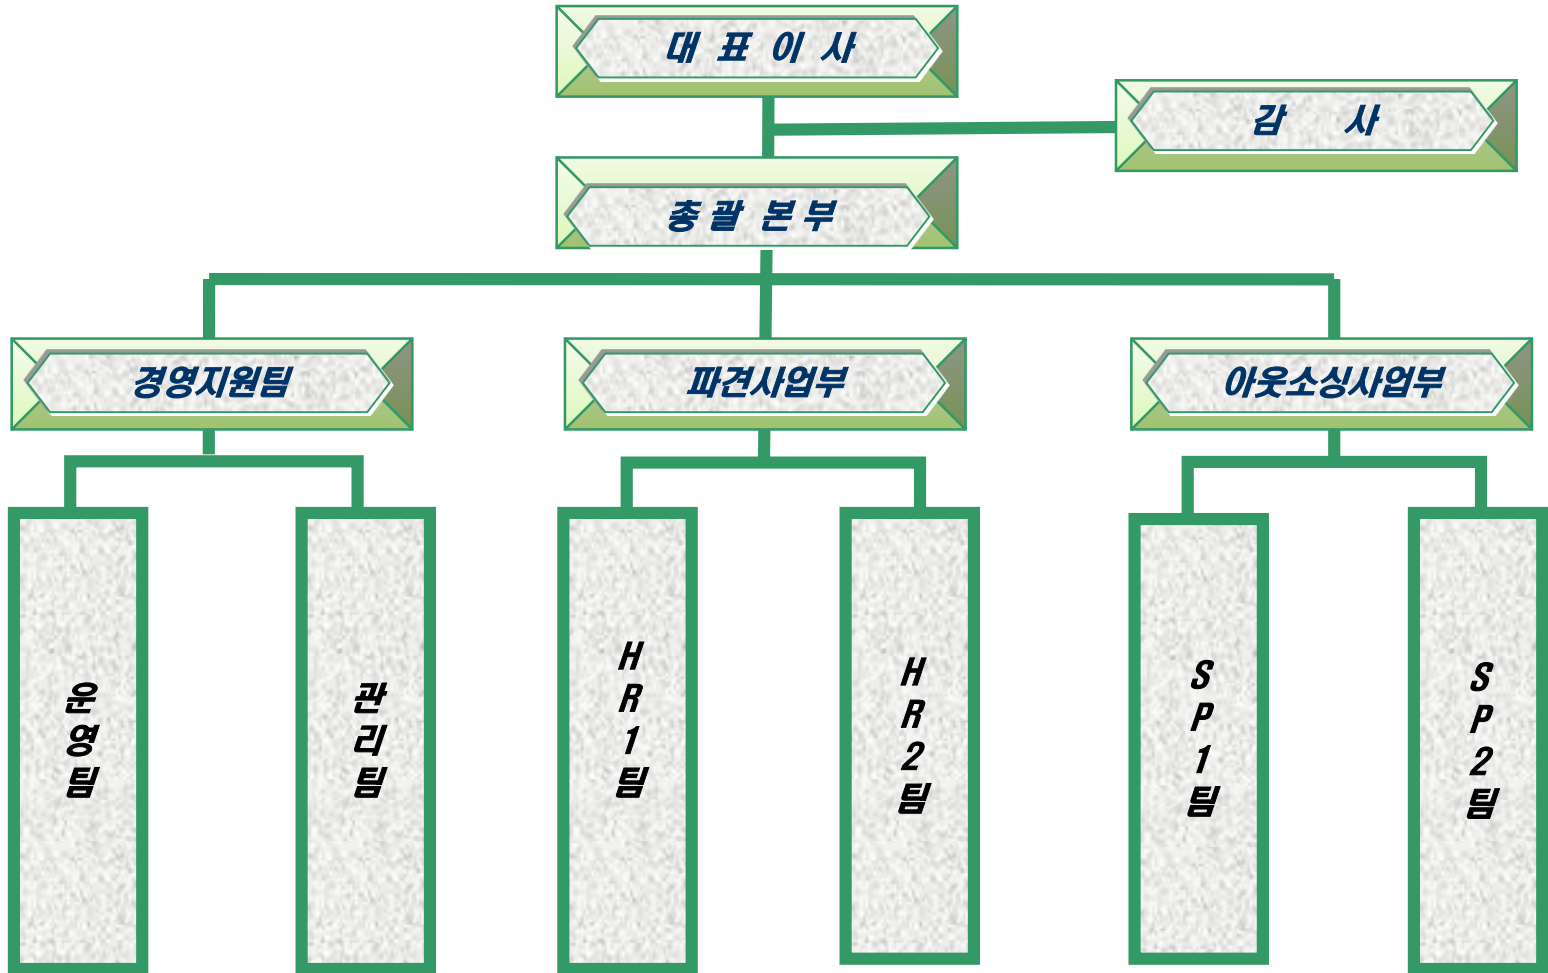 대 표 이 사
감 사
총 괄 본 부
경영지원팀
파견사업부
아웃소싱사업부
운영팀
관리팀
HR1팀
HR2팀
SP1팀
SP2팀